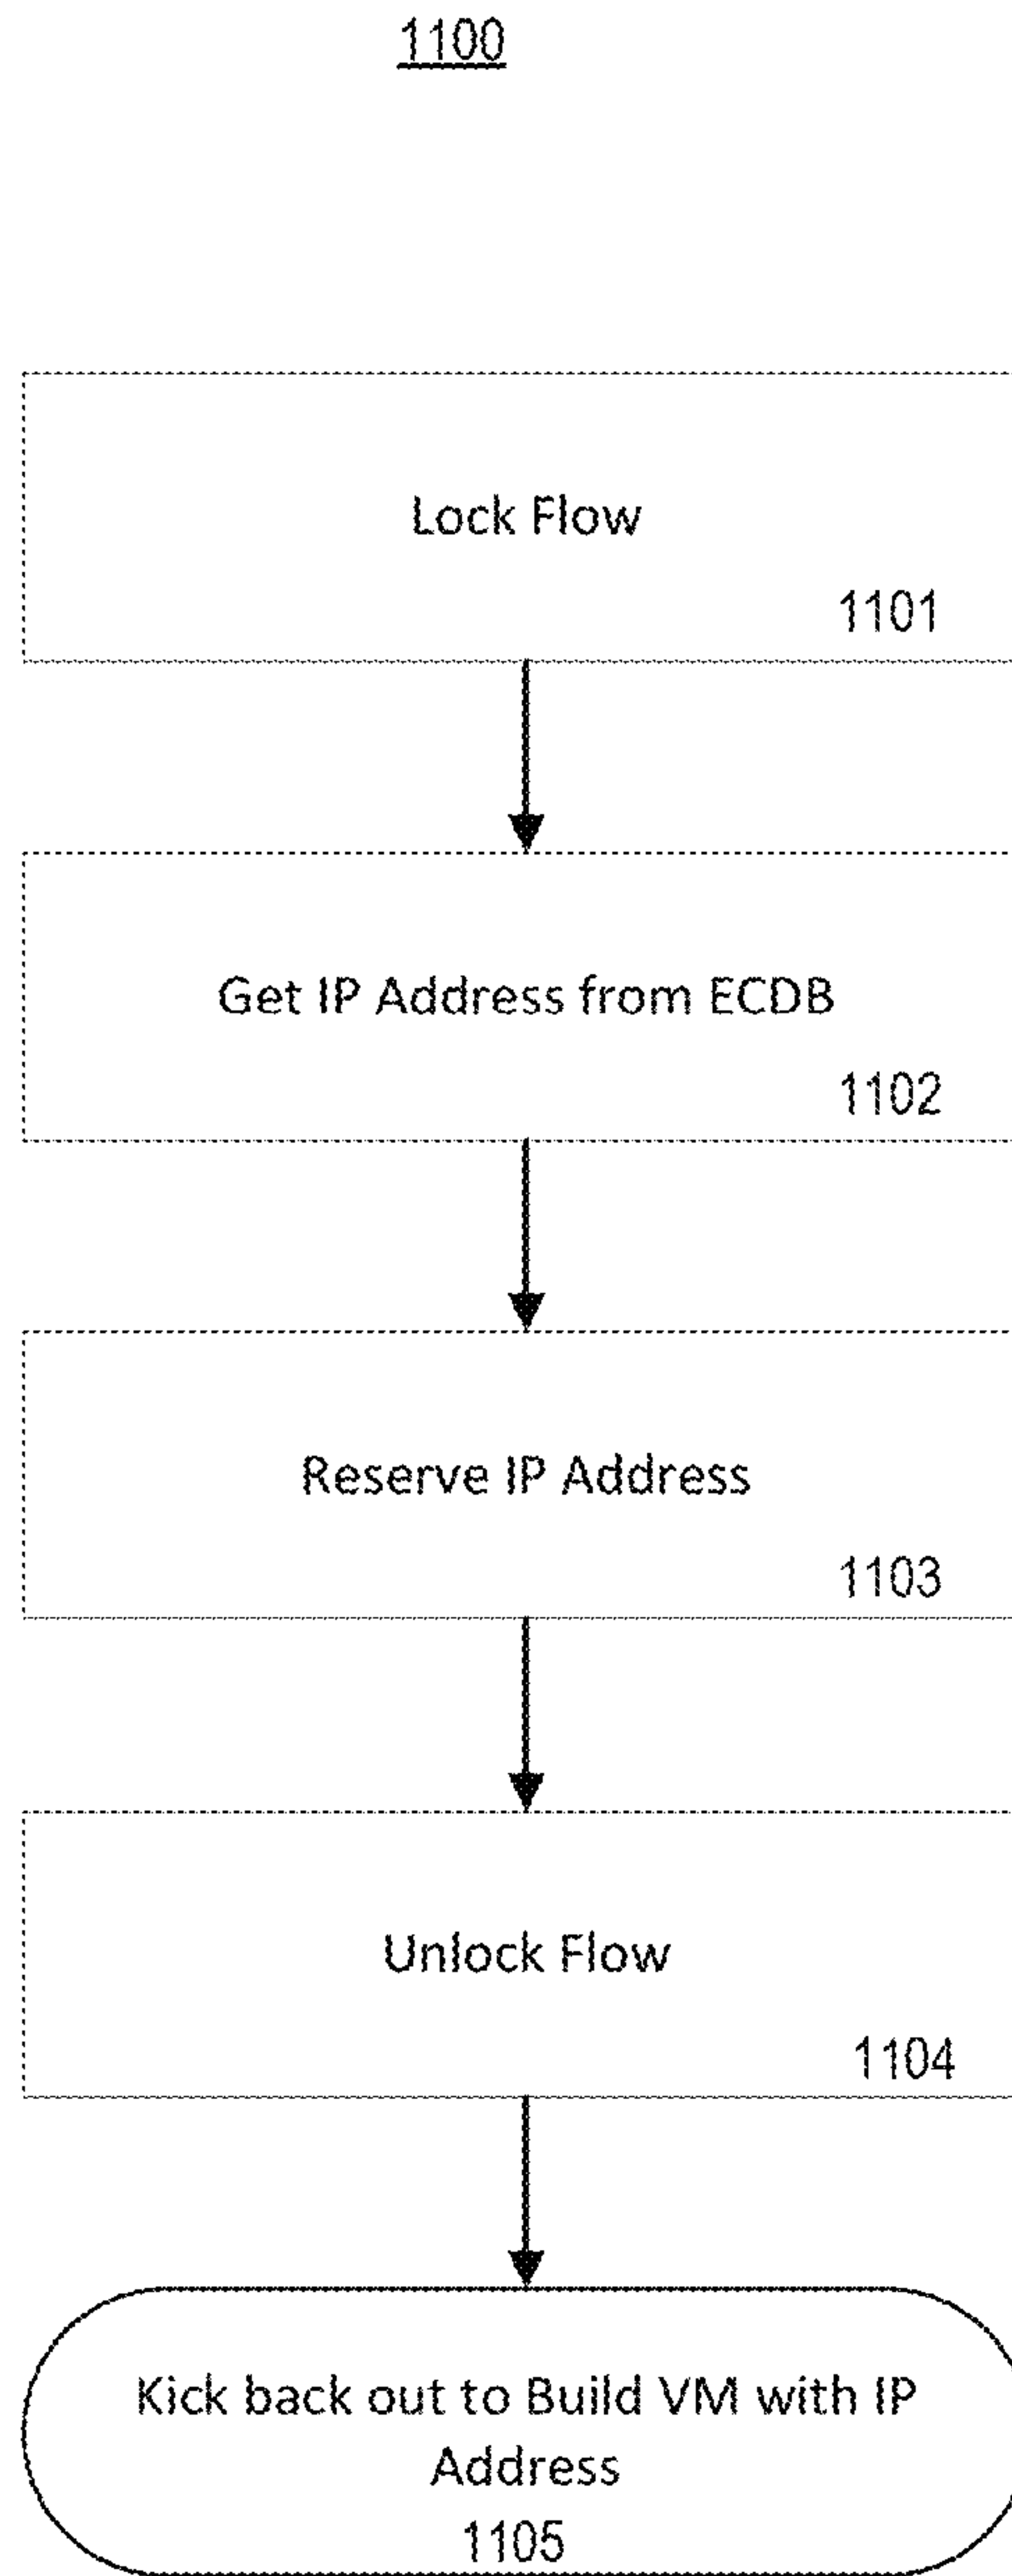 1100
Lock Flow
1101
Get IP Address from ECDB
1102
Reserve IP Address
1103
Unlock Flow
1104
Kick back out to Build VM with IP
Address
1105